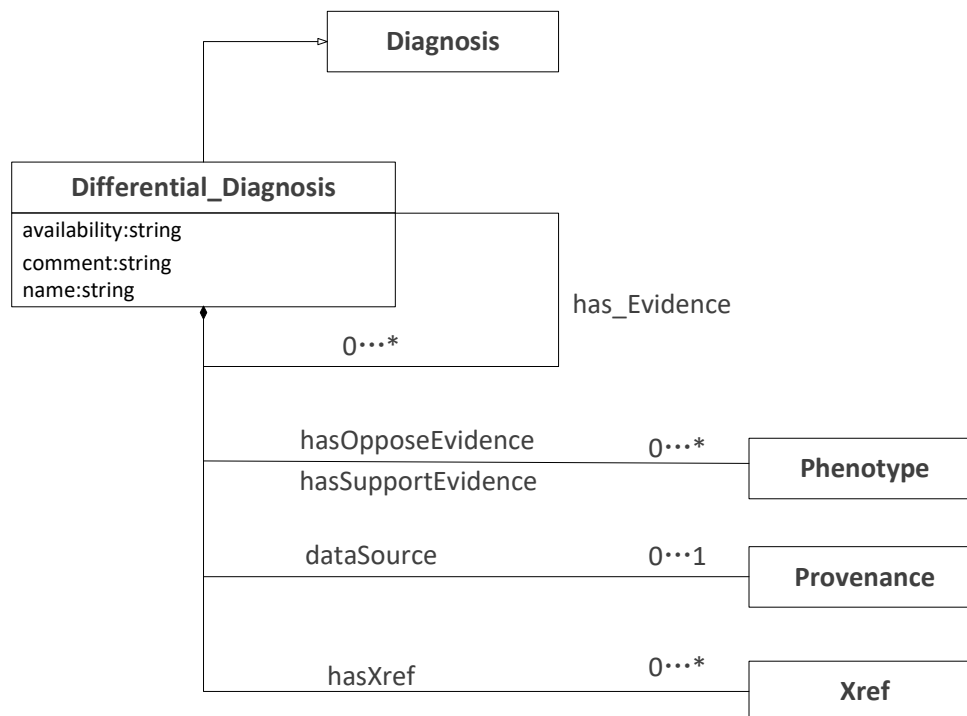 Diagnosis
Differential_Diagnosis
availability:string
comment:string
name:string
has_Evidence
0···*
hasOpposeEvidence
0···*
Phenotype
hasSupportEvidence
dataSource
0···1
Provenance
hasXref
0···*
Xref